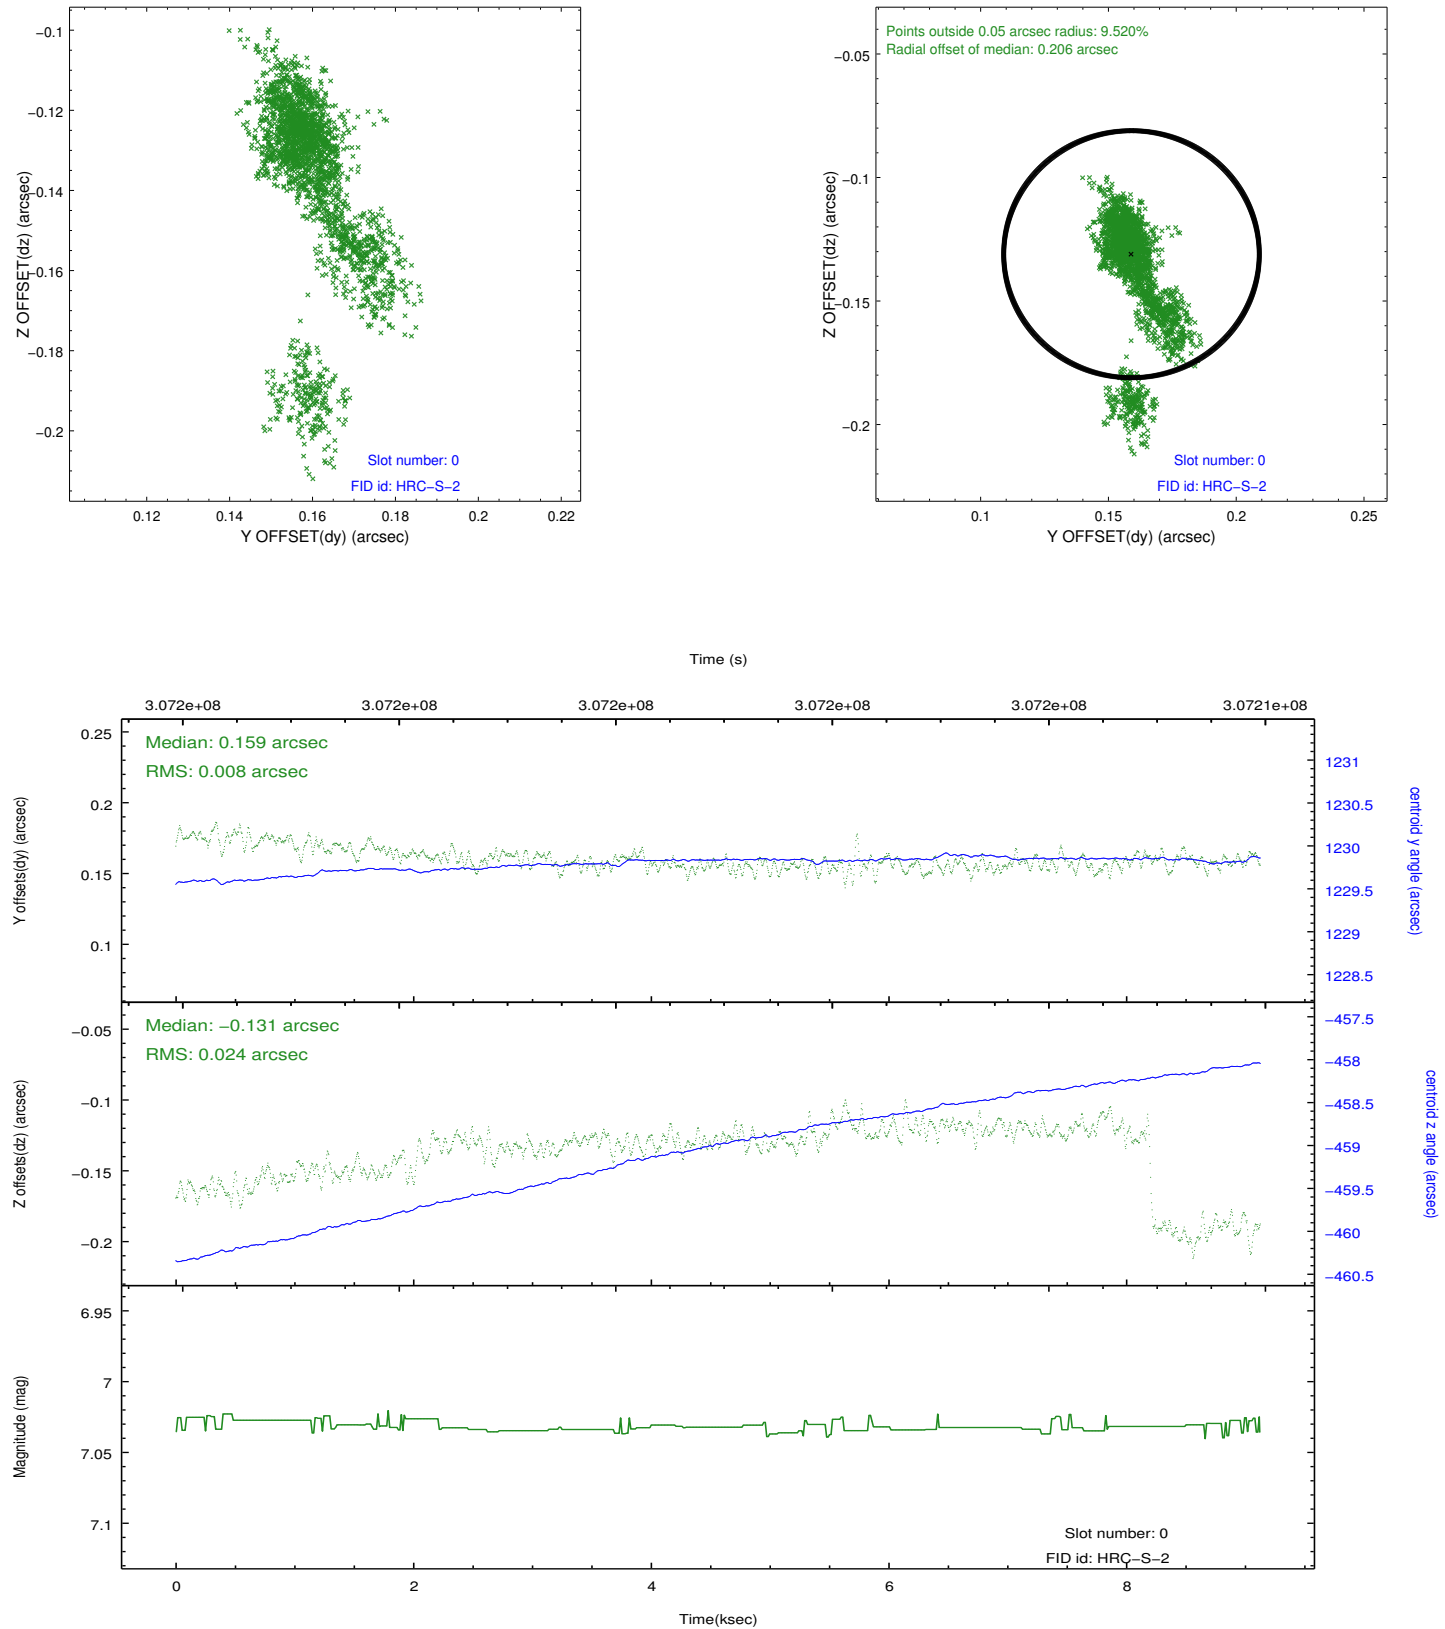 −0.1
−0.12
−0.14
−0.16
−0.18
−0.2
Z OFFSET(dz) (arcsec)
Slot number: 0
FID id: HRC−S−2
0.12 0.14 0.16 0.18 0.2 0.22
Y OFFSET(dy) (arcsec)
Points outside 0.05 arcsec radius: 9.520%
Radial offset of median: 0.206 arcsec
−0.05
−0.1
−0.15
−0.2
Z OFFSET(dz) (arcsec)
Slot number: 0
FID id: HRC−S−2
0.1 0.15 0.2 0.25
Y OFFSET(dy) (arcsec)
Time (s)
3.072e+08 3.072e+08 3.072e+08 3.072e+08 3.072e+08 3.0721e+08
Median: 0.159 arcsec
RMS: 0.008 arcsec
0.25
0.2
0.15
0.1
Y offsets(dy) (arcsec)
1231
1230.5
1230
1229.5
1229
1228.5
centroid y angle (arcsec)
Median: −0.131 arcsec
RMS: 0.024 arcsec
−0.05
−0.1
−0.15
−0.2
Z offsets(dz) (arcsec)
−457.5
−458
−458.5
−459
−459.5
−460
−460.5
centroid z angle (arcsec)
6.95
7
7.05
7.1
Magnitude (mag)
Slot number: 0
FID id: HRC−S−2
0 2 4 6 8
Time(ksec)